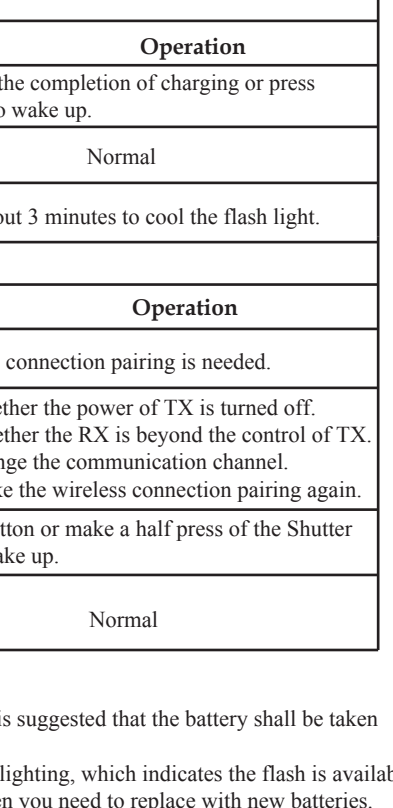 Operation
the completion of charging or press
o wake up.
Normal
out 3 minutes to cool the flash light.
Operation
connection pairing is needed.
ether the power of TX is turned off.
ether the RX is beyond the control of TX.
nge the communication channel.
ke the wireless connection pairing again.
tton or make a half press of the Shutter
ake up.
Normal
is suggested that the battery shall be taken
lighting, which indicates the flash is availab
en you need to replace with new batteries.